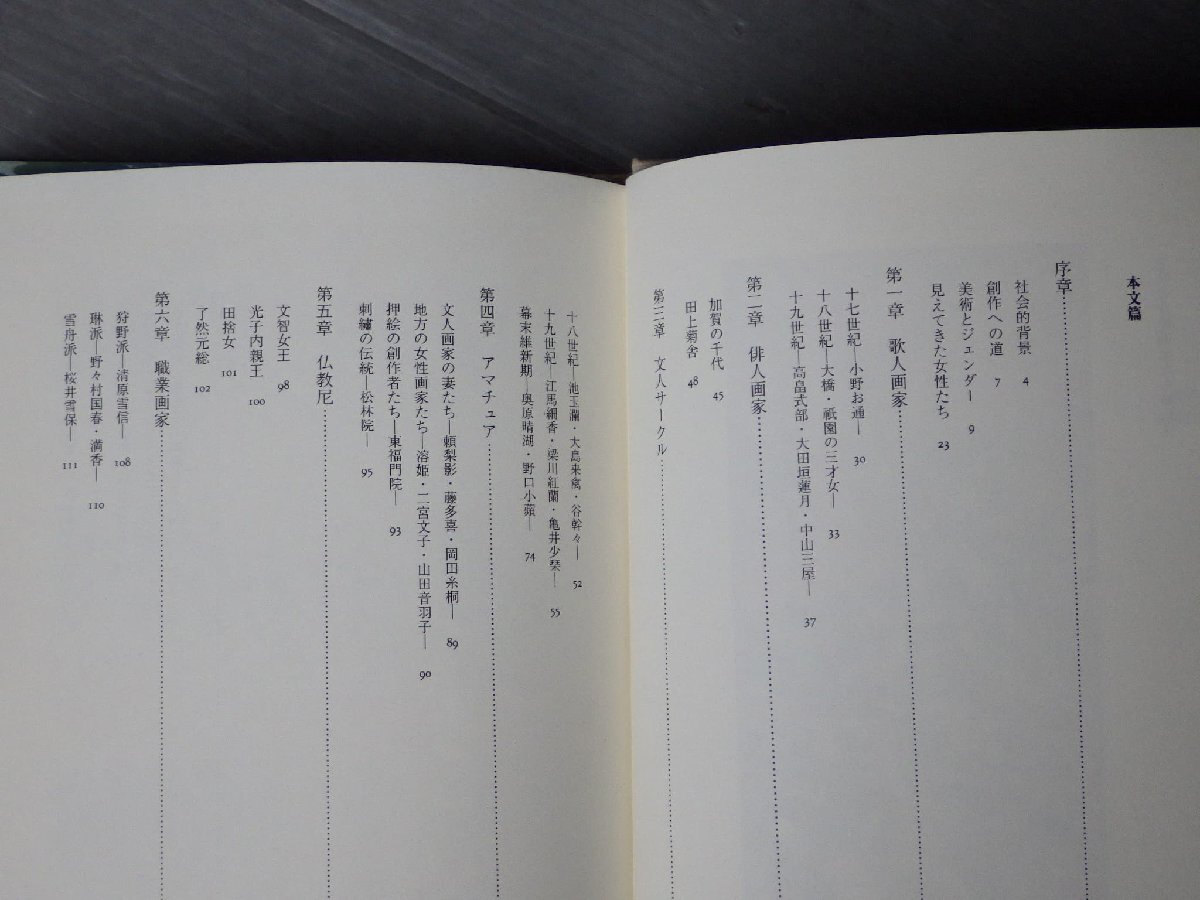 本文篇
序章
社会的背景 4
創作への道 7
美術とジェンダー 9
見えてきた女性たち 23
第一章 歌人画家
十七世紀―小野お通― 30
十八世紀―大橋・祇園の三才女― 33
十九世紀―高畠式部・大田垣蓮月・中山三屋― 37
第二章 俳人画家
加賀の千代 45
田上菊舎 48
第三章 文人サークル
十八世紀―池玉瀾・大島来禽・谷幹々― 52
十九世紀―江馬細香・梁川紅蘭・亀井少琹― 55
幕末維新期―奥原晴湖・野口小蘋― 74
第四章 アマチュア
文人画家の妻たち―頼梨影・藤多喜・岡田糸桐― 89
地方の女性画家たち―溶姫・二宮文子・山田音羽子― 90
押絵の創作者たち―東福門院― 93
刺繡の伝統―松林院― 95
第五章 仏教尼
文智女王 98
光子内親王 100
田捨女 101
了然元総 102
第六章 職業画家
狩野派―清原雪信― 108
琳派―野々村国春・満香― 110
雪舟派―桜井雪保― 111